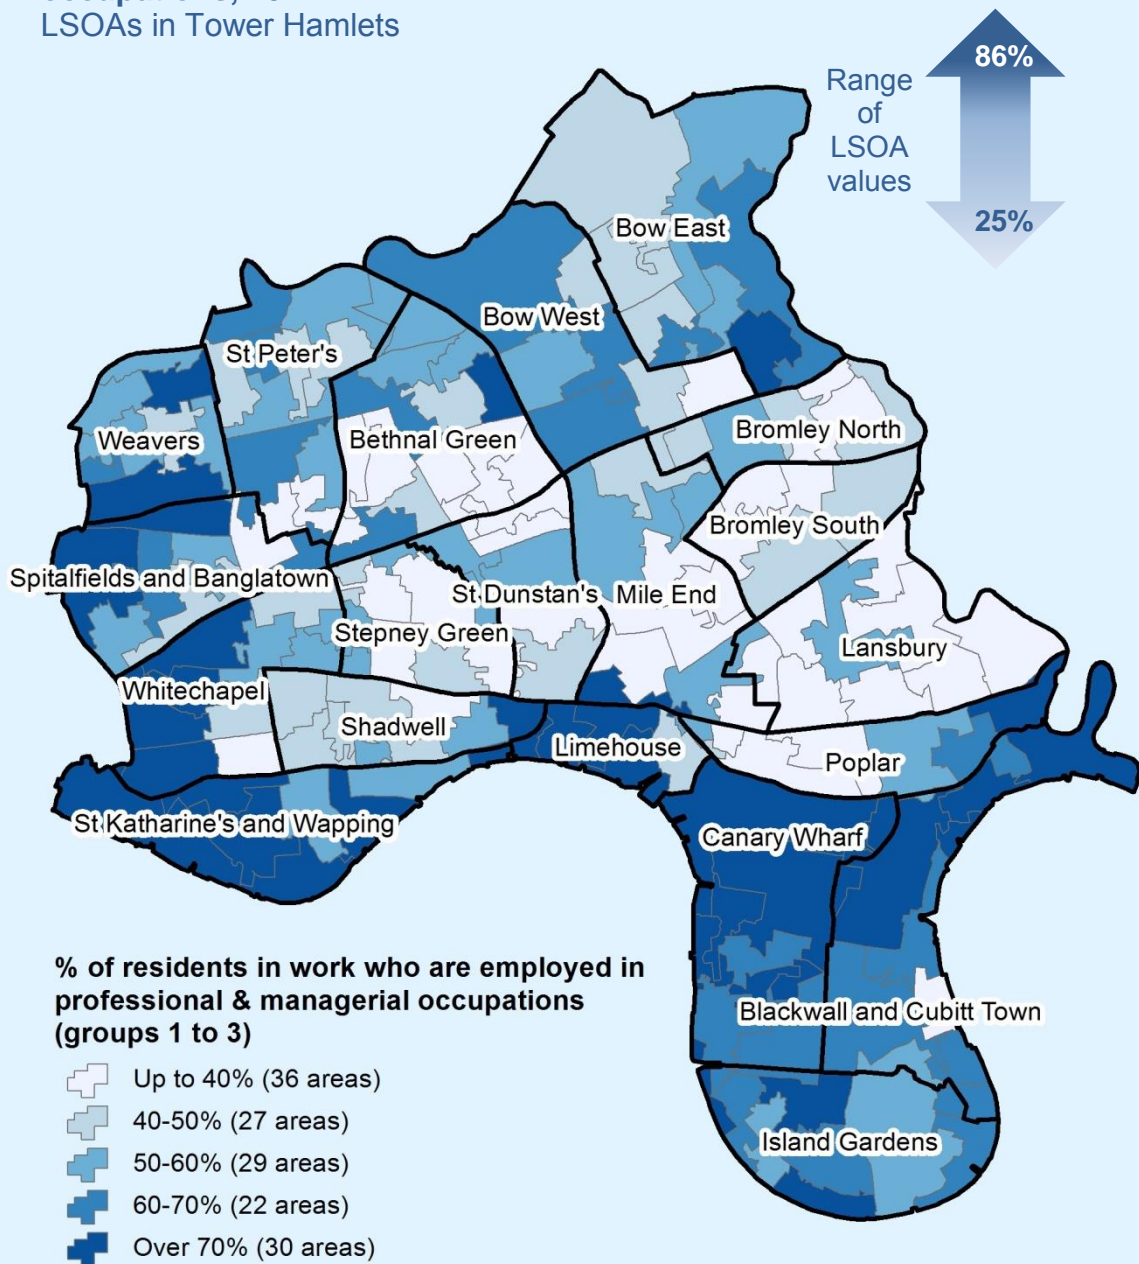 LSOAs in Tower Hamlets
86%
Range
of
LSOA
values
25%
Bow East
Bow West
St Peter's
Weavers
Bethnal Green
Bromley North
Bromley South
Spitalfields and Banglatown
St Dunstan's
Mile End
Stepney Green
Lansbury
Whitechapel
Shadwell
Limehouse
Poplar
St Katharine's and Wapping
Canary Wharf
Blackwall and Cubitt Town
Island Gardens
% of residents in work who are employed in
professional & managerial occupations
(groups 1 to 3)
Up to 40% (36 areas)
40-50% (27 areas)
50-60% (29 areas)
60-70% (22 areas)
Over 70% (30 areas)